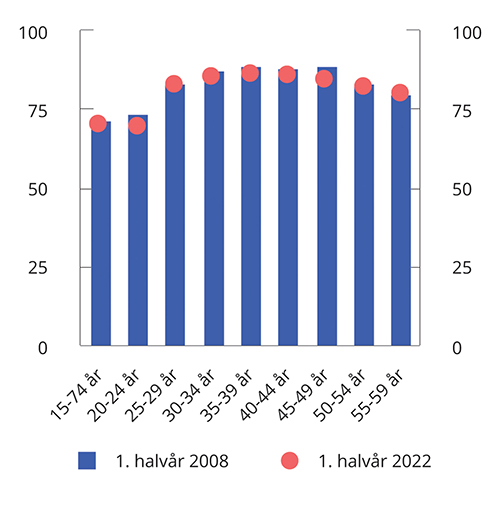 100 100
75 75
50 50
25 25
0 0
15-74 år
20-24 år
25-29 år
30-34 år
35-39 år
40-44 år
45-49 år
50-54 år
55-59 år
1. halvår 2008 1. halvår 2022